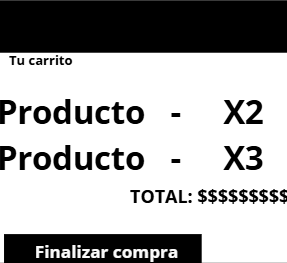 Tu carrito
Producto - X2
Producto - X3
TOTAL: $$$$$$$$$
Finalizar compra